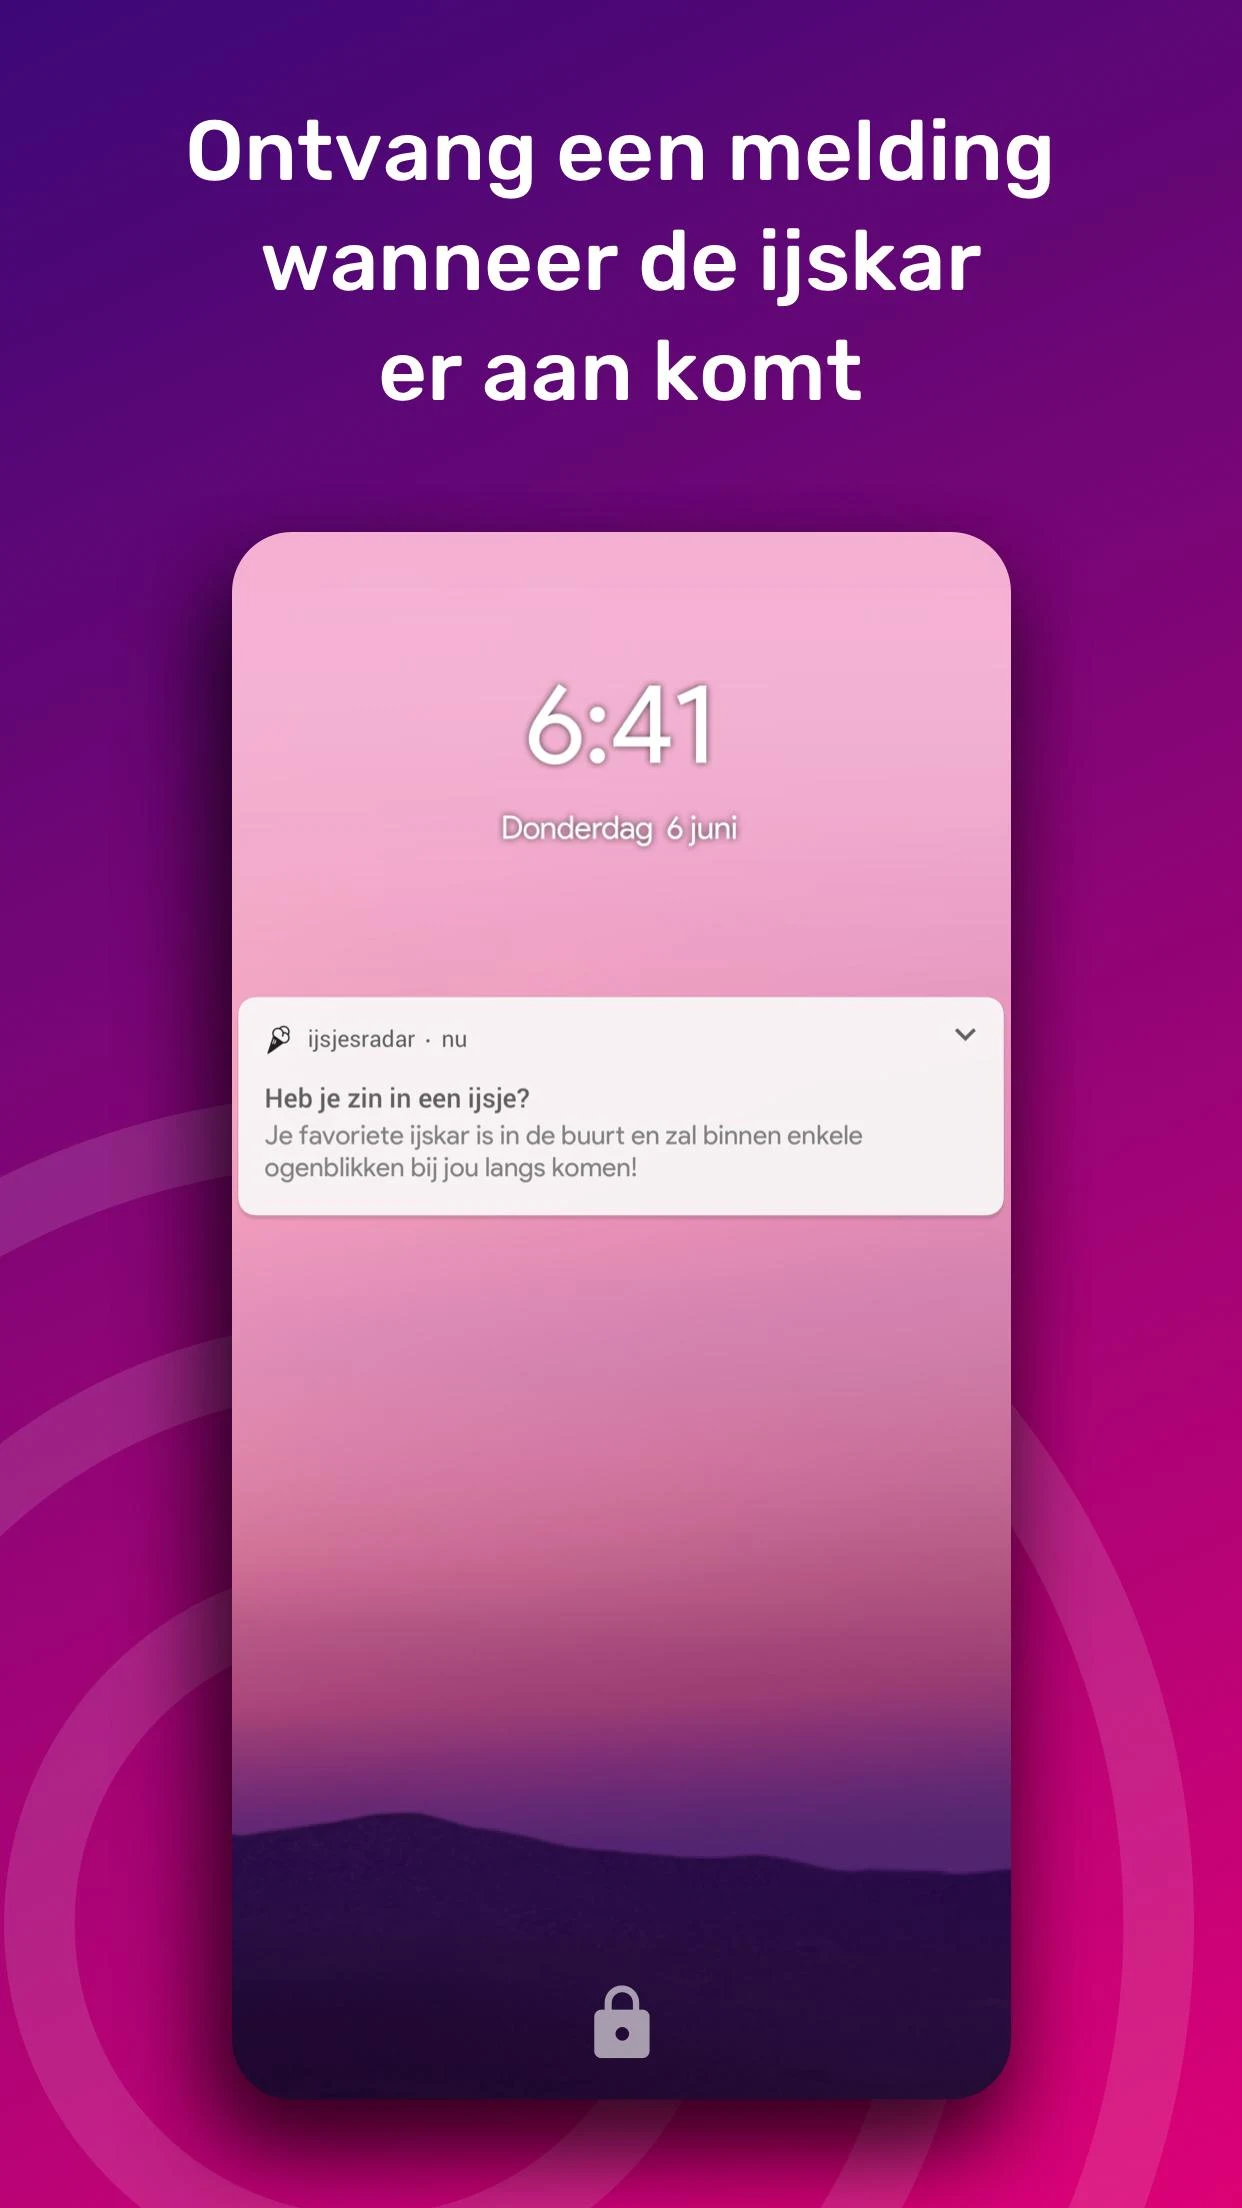 Ontvang een melding
wanneer de ijskar
er aan komt
6:41
Donderdag 6 juni
ijsjesradar · nu
Heb je zin in een ijsje?
Je favoriete ijskar is in de buurt en zal binnen enkele
ogenblikken bij jou langs komen!